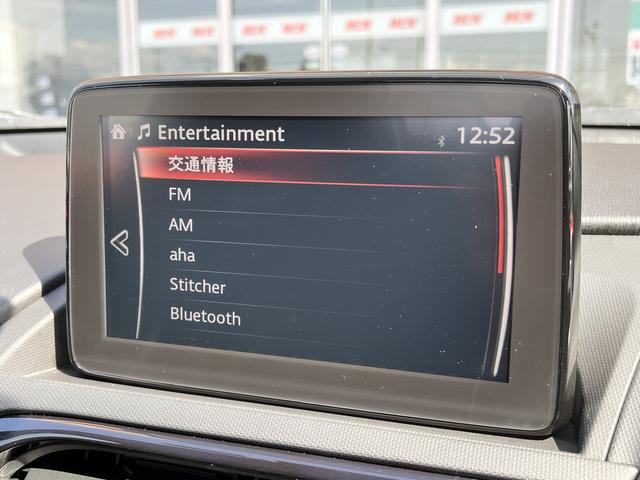 Entertainment
12:52
交通情報
FM
AM
aha
Stitcher
Bluetooth